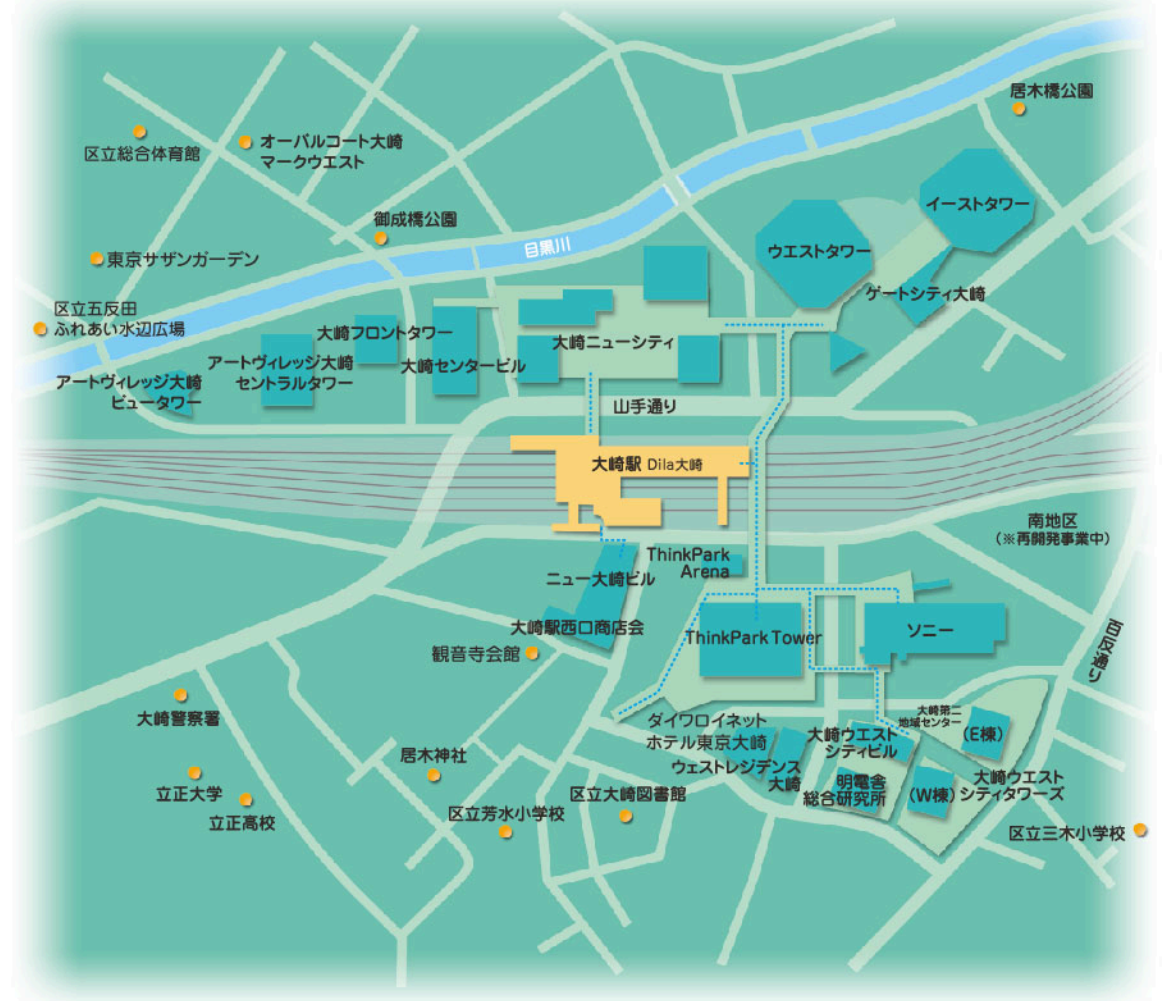 居木橋公園
区立総合体育館
オーバルコート大崎
マークウエスト
イーストタワー
御成橋公園
目黒川
ウエストタワー
東京サザンガーデン
ゲートシティ大崎
区立五反田
ふれあい水辺広場
大崎フロントタワー
大崎ニューシティ
アートヴィレッジ大崎
セントラルタワー
大崎センタービル
アートヴィレッジ大崎
ビュータワー
山手通り
大崎駅 Dila大崎
南地区
(※再開発事業中)
ThinkPark
Arena
ニュー大崎ビル
大崎駅西口商店会
ThinkPark Tower
ソニー
百反通り
観音寺会館
大崎警察署
ダイワロイネット
ホテル東京大崎
大崎第二
地域センター
大崎ウエスト
シティビル
(E棟)
居木神社
ウェストレジデンス
大崎
明電舎
総合研究所
(W棟)
大崎ウエスト
シティタワーズ
立正大学
立正高校
区立芳水小学校
区立大崎図書館
区立三木小学校